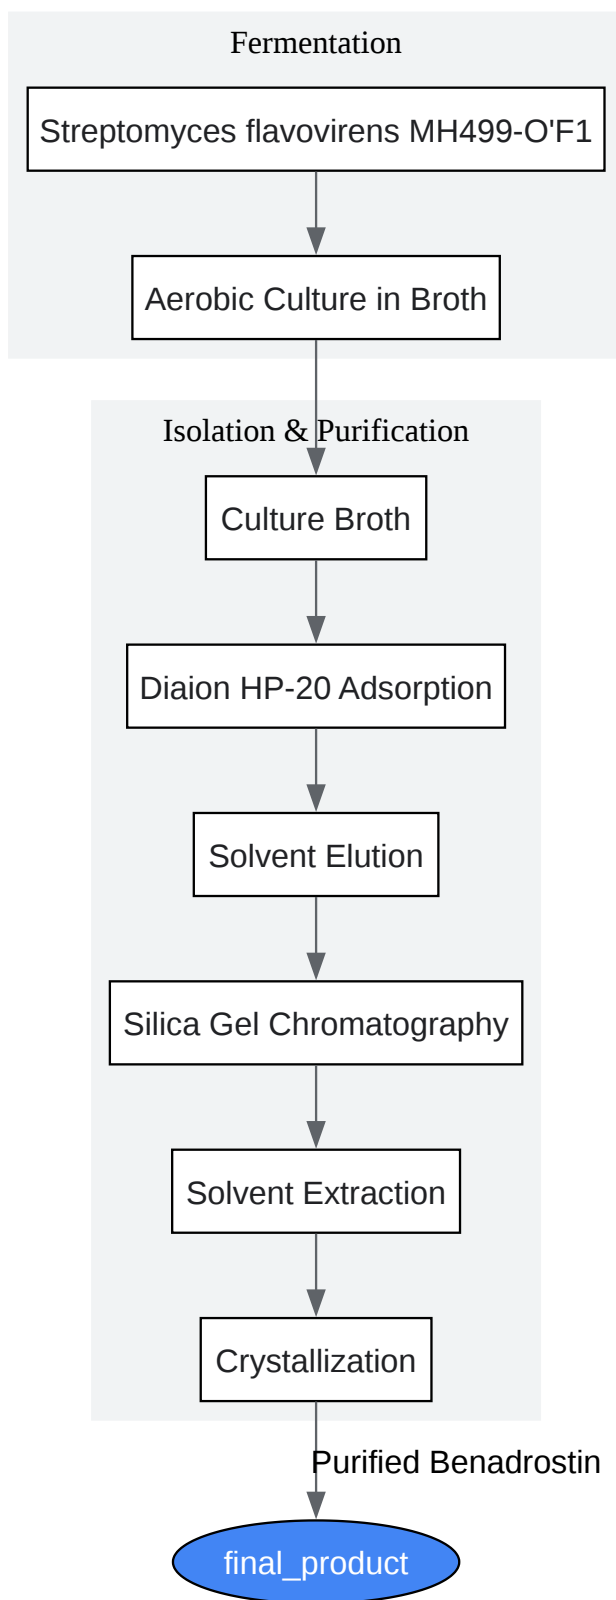 Fermentation
Streptomyces flavovirens MH499-O'F1
Aerobic Culture in Broth
Isolation & Purification
Culture Broth
Diaion HP-20 Adsorption
Solvent Elution
Silica Gel Chromatography
Solvent Extraction
Crystallization
Purified Benadrostin
final_product